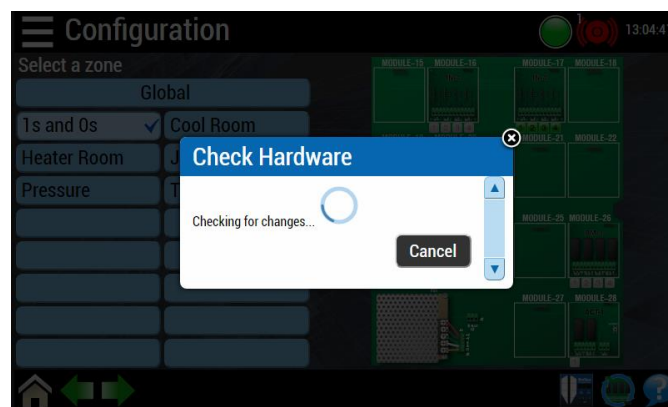 Configuration
1
13:04:4
Select a zone
Global
1s and 0s
Cool Room
Heater Room
J
Pressure
T
MODULE-15 MODULE-16 MODULE-17 MODULE-18
MODULE-21 MODULE-22
MODULE-25 MODULE-26
MODULE-27 MODULE-28
Check Hardware
Checking for changes...
Cancel